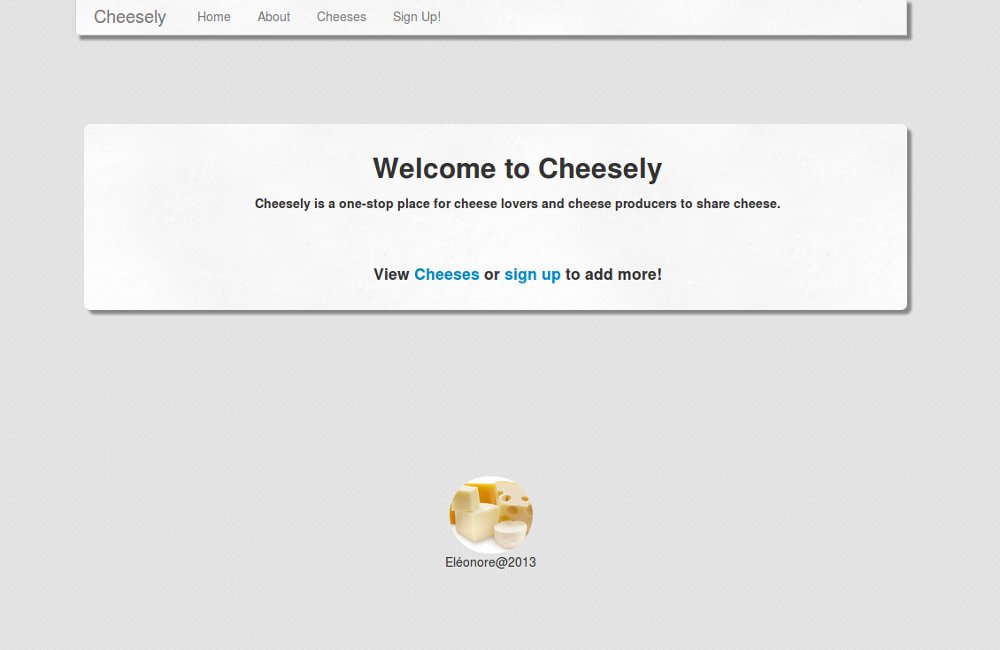 Cheesely Home About Cheeses Sign Up!
Welcome to Cheesely
Cheesely is a one-stop place for cheese lovers and cheese producers to share cheese.
View Cheeses or sign up to add more!
Eléonore@2013